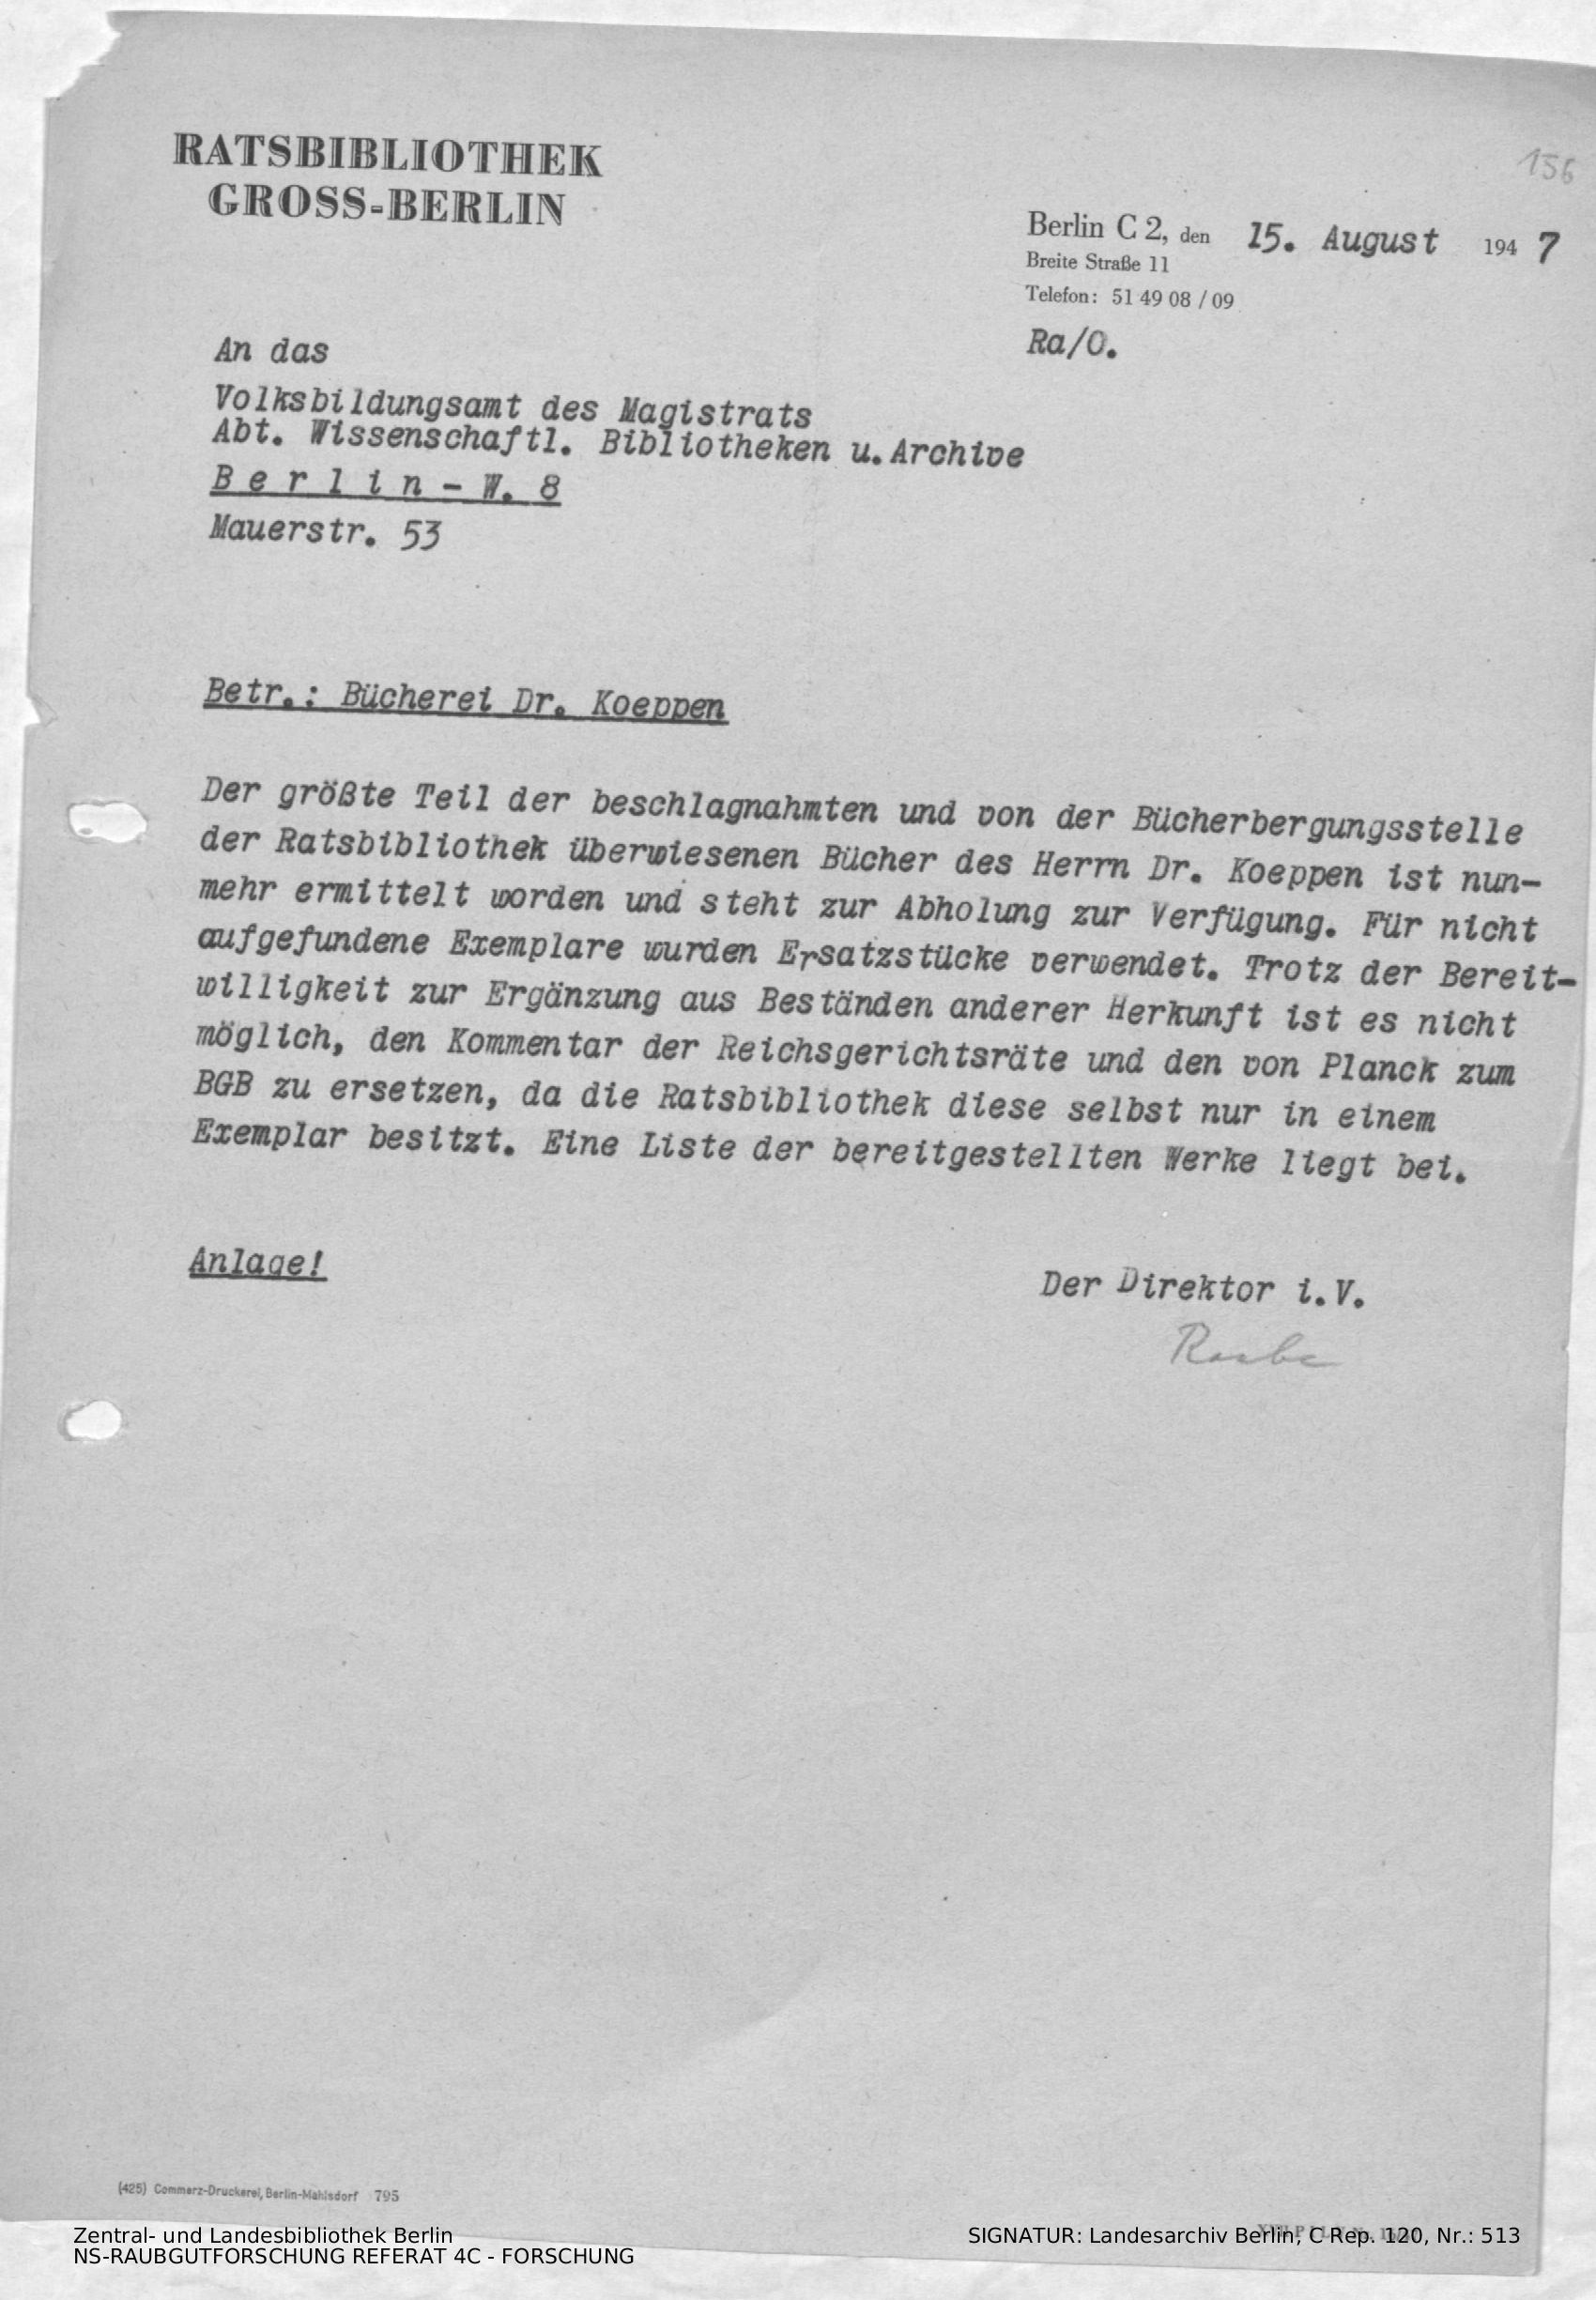 RATSBIBLIOTHEK
GROSS-BERLIN
156
Berlin C 2, den 15. August 1947
Breite Straße 11
Telefon: 51 49 08 / 09
Ra/O.
An das
Volksbildungsamt des Magistrats
Abt. Wissenschaftl. Bibliotheken u. Archive
B e r l i n - W. 8
Mauerstr. 53
Betr.: Bücherei Dr. Koeppen
Der größte Teil der beschlagnahmten und von der Bücherbergungsstelle
der Ratsbibliothek überwiesenen Bücher des Herrn Dr. Koeppen ist nun-
mehr ermittelt worden und steht zur Abholung zur Verfügung. Für nicht
aufgefundene Exemplare wurden Ersatzstücke verwendet. Trotz der Bereit-
willigkeit zur Ergänzung aus Beständen anderer Herkunft ist es nicht
möglich, den Kommentar der Reichsgerichtsräte und den von Planck zum
BGB zu ersetzen, da die Ratsbibliothek diese selbst nur in einem
Exemplar besitzt. Eine Liste der bereitgestellten Werke liegt bei.
Anlage!
Der Direktor i.V.
Raabe
(425) Commerz-Druckerei, Berlin-Mahlsdorf 795
Zentral- und Landesbibliothek Berlin
NS-RAUBGUTFORSCHUNG REFERAT 4C - FORSCHUNG
SIGNATUR: Landesarchiv Berlin, C Rep. 120, Nr.: 513